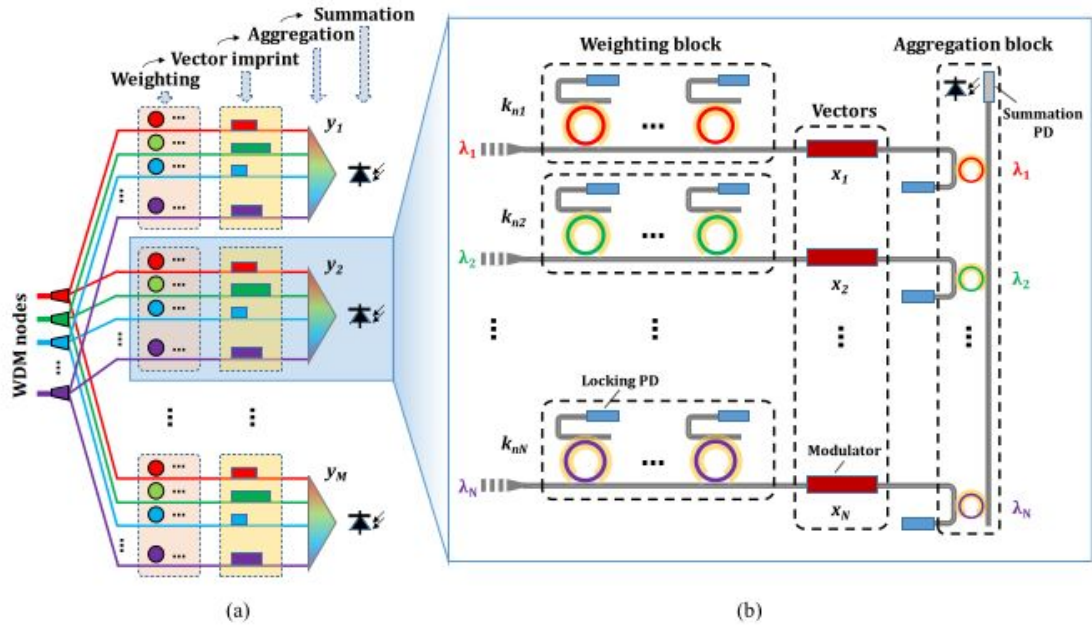 Summation
Aggregation
Vector imprint
Weighting
WDM nodes
...
y1
y2
yM
(a)
Weighting block
Aggregation block
kn1
Vectors
Summation PD
λ1
x1
λ1
kn2
λ2
x2
λ2
Locking PD
knN
Modulator
λN
xN
λN
(b)